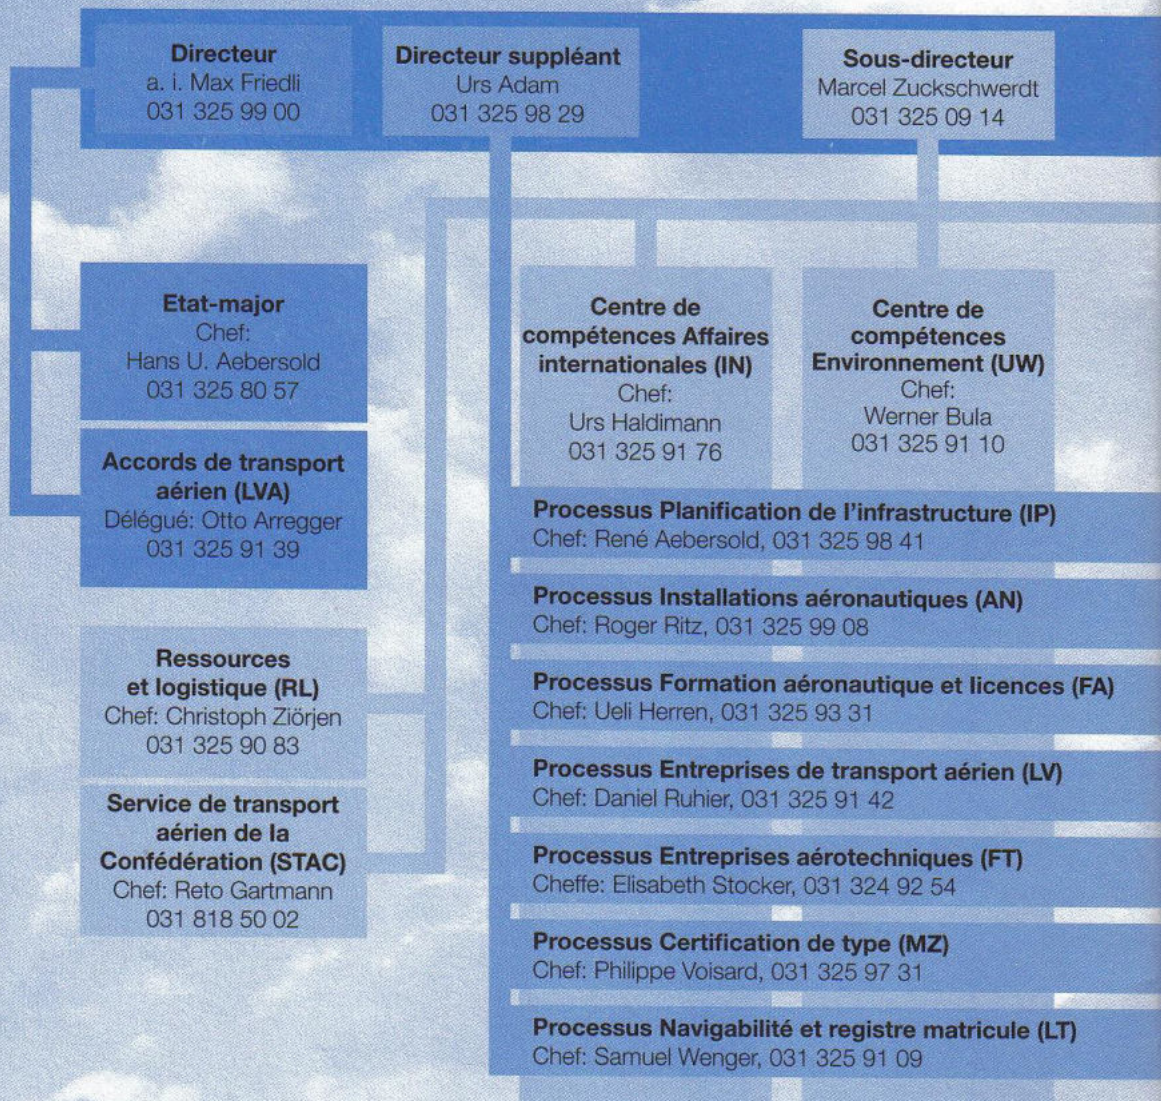 Directeur
a. i. Max Friedli
031 325 99 00
Directeur suppléant
Urs Adam
031 325 98 29
Sous-directeur
Marcel Zuckschwerdt
031 325 09 14
Etat-major
Chef:
Hans U. Aebersold
031 325 80 57
Accords de transport
aérien (LVA)
Délégué: Otto Arregger
031 325 91 39
Ressources
et logistique (RL)
Chef: Christoph Ziörjen
031 325 90 83
Service de transport
aérien de la
Confédération (STAC)
Chef: Reto Gartmann
031 818 50 02
Centre de
compétences Affaires
internationales (IN)
Chef:
Urs Haldimann
031 325 91 76
Centre de
compétences
Environnement (UW)
Chef:
Werner Bula
031 325 91 10
Processus Planification de l'infrastructure (IP)
Chef: René Aebersold, 031 325 98 41
Processus Installations aéronautiques (AN)
Chef: Roger Ritz, 031 325 99 08
Processus Formation aéronautique et licences (FA)
Chef: Ueli Herren, 031 325 93 31
Processus Entreprises de transport aérien (LV)
Chef: Daniel Ruhier, 031 325 91 42
Processus Entreprises aérotechniques (FT)
Cheffe: Elisabeth Stocker, 031 324 92 54
Processus Certification de type (MZ)
Chef: Philippe Voisard, 031 325 97 31
Processus Navigabilité et registre matricule (LT)
Chef: Samuel Wenger, 031 325 91 09